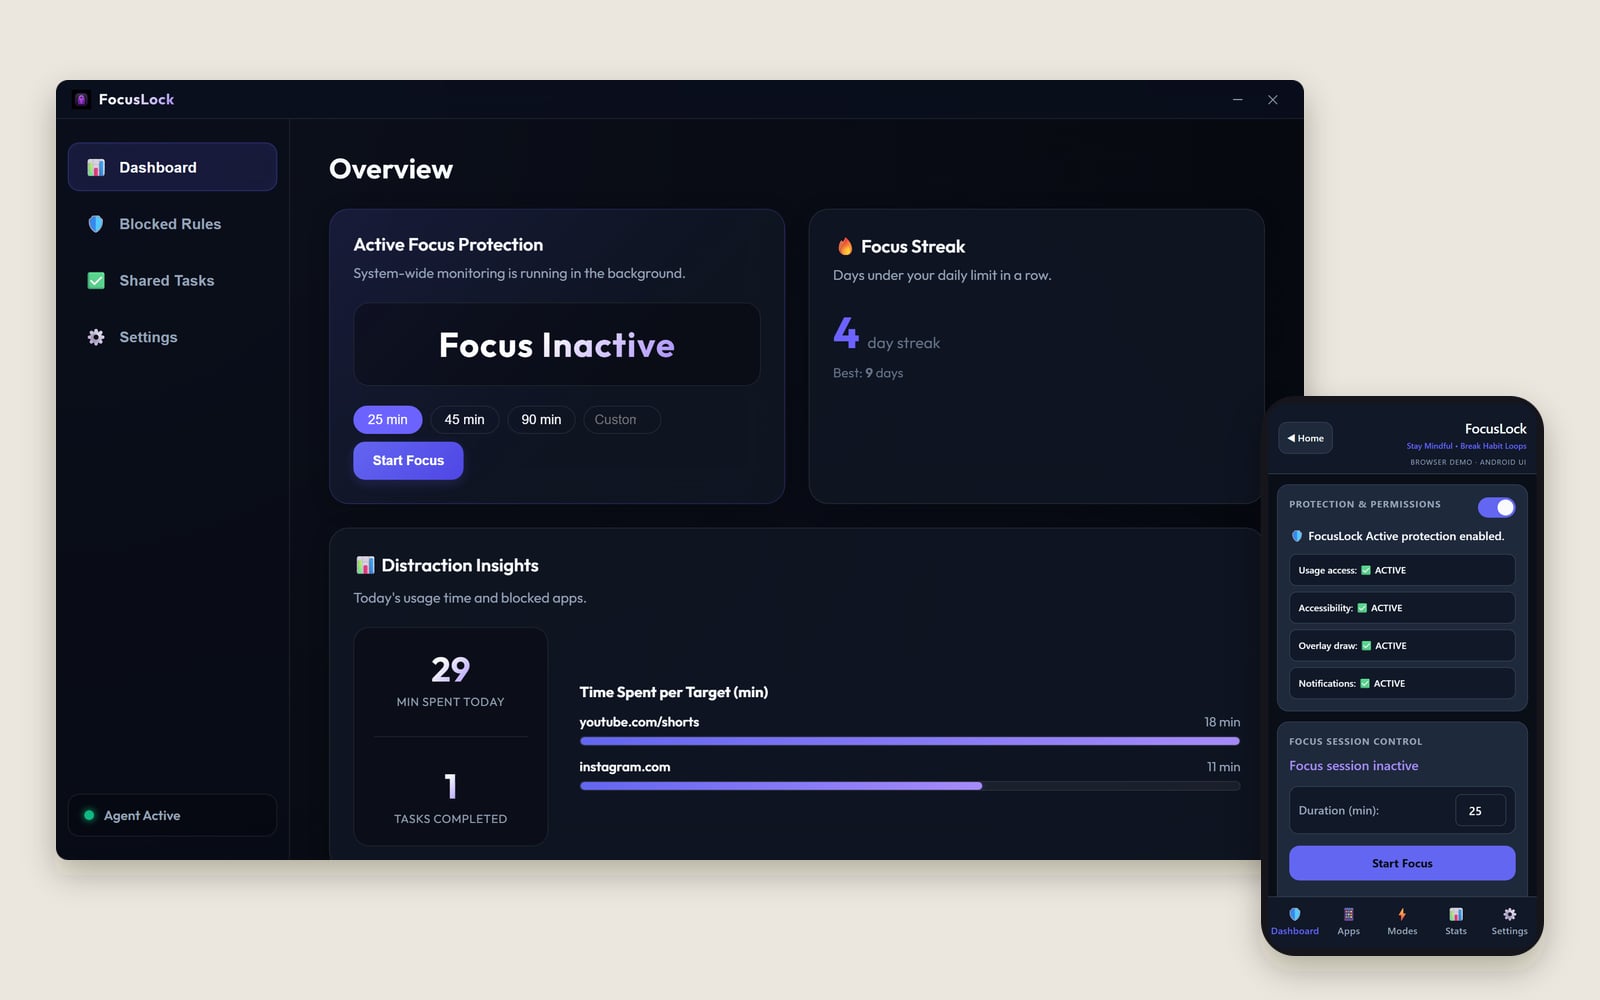 FocusLock
Dashboard
Blocked Rules
Shared Tasks
Settings
Agent Active
Overview
Active Focus Protection
System-wide monitoring is running in the background.
Focus Inactive
25 min 45 min 90 min Custon
Start Focus
Focus Streak
Days under your daily limit in a row.
4 day streak
Best: 9 days
Distraction Insights
Today's usage time and blocked apps.
29
MIN SPENT TODAY
1
TASKS COMPLETED
Time Spent per Target (min)
youtube.com/shorts 18 min
instagram.com 11 min
Home
FocusLock
Stay Mindful • Break Habit Loops
BROWSER DEMO · ANDROID UI
PROTECTION & PERMISSIONS
FocusLock Active protection enabled.
Usage access: ✅ ACTIVE
Accessibility: ✅ ACTIVE
Overlay draw: ✅ ACTIVE
Notifications: ✅ ACTIVE
FOCUS SESSION CONTROL
Focus session inactive
Duration (min): 25
Start Focus
Dashboard Apps Modes Stats Settings